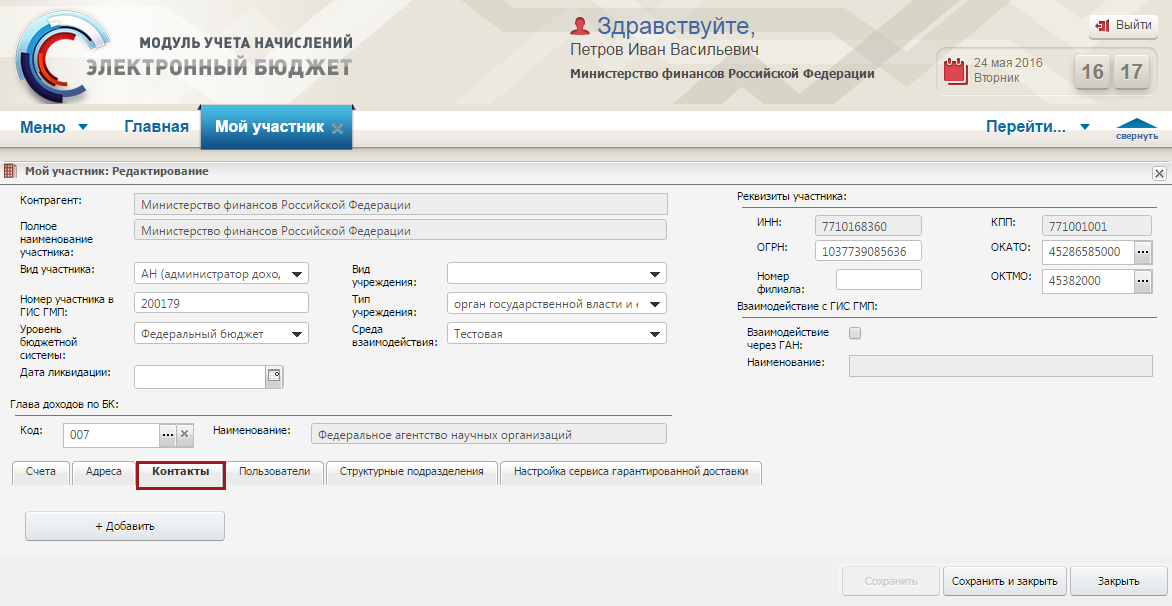 МОДУЛЬ УЧЕТА НАЧИСЛЕНИЙ
ЭЛЕКТРОННЫЙ БЮДЖЕТ
Здравствуйте,
Петров Иван Васильевич
Министерство финансов Российской Федерации
Выйти
24 мая 2016
Вторник
16 17
Меню Главная Мой участник Перейти...
свернуть
Мой участник: Редактирование
Контрагент: Министерство финансов Российской Федерации
Полное
наименование
участника:
Министерство финансов Российской Федерации
Вид участника: АН (администратор дохо,
Вид
учреждения:
Номер участника в
ГИС ГМП:
200179
Тип
учреждения:
орган государственной власти и е
Уровень
бюджетной
системы:
Федеральный бюджет
Среда
взаимодействия:
Тестовая
Дата ликвидации:
Реквизиты участника:
ИНН: 7710168360 КПП: 771001001
ОГРН: 1037739085636 ОКАТО: 45286585000 ...
Номер
филиала:
ОКТМО: 45382000 ...
Взаимодействие с ГИС ГМП:
Взаимодействие
через ГАН:
Наименование:
Глава доходов по БК:
Код: 007 ... Наименование: Федеральное агентство научных организаций
Счета Адреса Контакты Пользователи Структурные подразделения Настройка сервиса гарантированной доставки
+ Добавить
Сохранить Сохранить и закрыть Закрыть